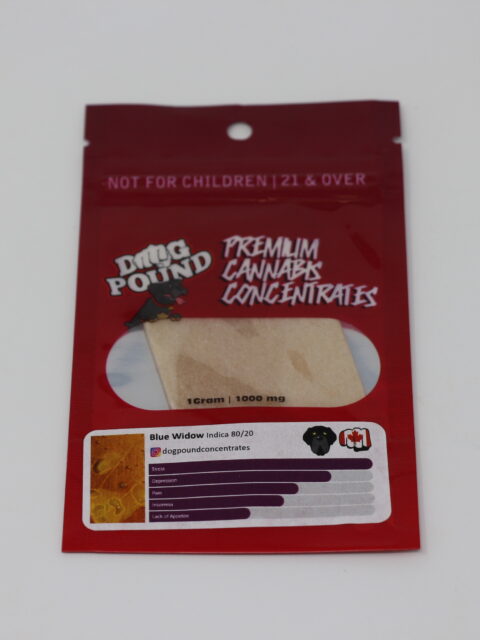 NOT FOR CHILDREN | 21 & OVER
DOG
POUND
PREMIUM
CANNABIS
CONCENTRATES
1Gram | 1000 mg
Blue Widow Indica 80/20
dogpoundconcentrates
Stress
Depression
Pain
Insomnia
Lack of Appetite